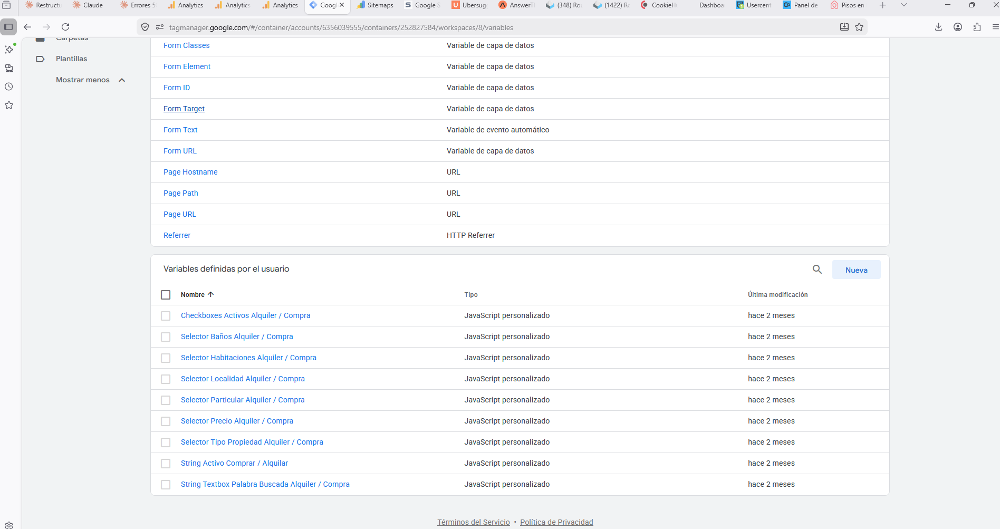 Restructu
Claude
Errores 5
Analytics
Analytics
Analytics
Googl
Sitemaps
Google S
Ubersug
AnswerT
(348) Ro
(1422) R
CookieH
Dashboa
Usercent
Panel de
Pisos en
tagmanager.google.com/#/container/accounts/6356039555/containers/252827584/workspaces/8/variables
Carpetas
Plantillas
Mostrar menos
Form Classes Variable de capa de datos
Form Element Variable de capa de datos
Form ID Variable de capa de datos
Form Target Variable de capa de datos
Form Text Variable de evento automático
Form URL Variable de capa de datos
Page Hostname URL
Page Path URL
Page URL URL
Referrer HTTP Referrer
Variables definidas por el usuario
Nueva
Nombre Tipo Última modificación
Checkboxes Activos Alquiler / Compra JavaScript personalizado hace 2 meses
Selector Baños Alquiler / Compra JavaScript personalizado hace 2 meses
Selector Habitaciones Alquiler / Compra JavaScript personalizado hace 2 meses
Selector Localidad Alquiler / Compra JavaScript personalizado hace 2 meses
Selector Particular Alquiler / Compra JavaScript personalizado hace 2 meses
Selector Precio Alquiler / Compra JavaScript personalizado hace 2 meses
Selector Tipo Propiedad Alquiler / Compra JavaScript personalizado hace 2 meses
String Activo Comprar / Alquilar JavaScript personalizado hace 2 meses
String Textbox Palabra Buscada Alquiler / Compra JavaScript personalizado hace 2 meses
Términos del Servicio • Política de Privacidad